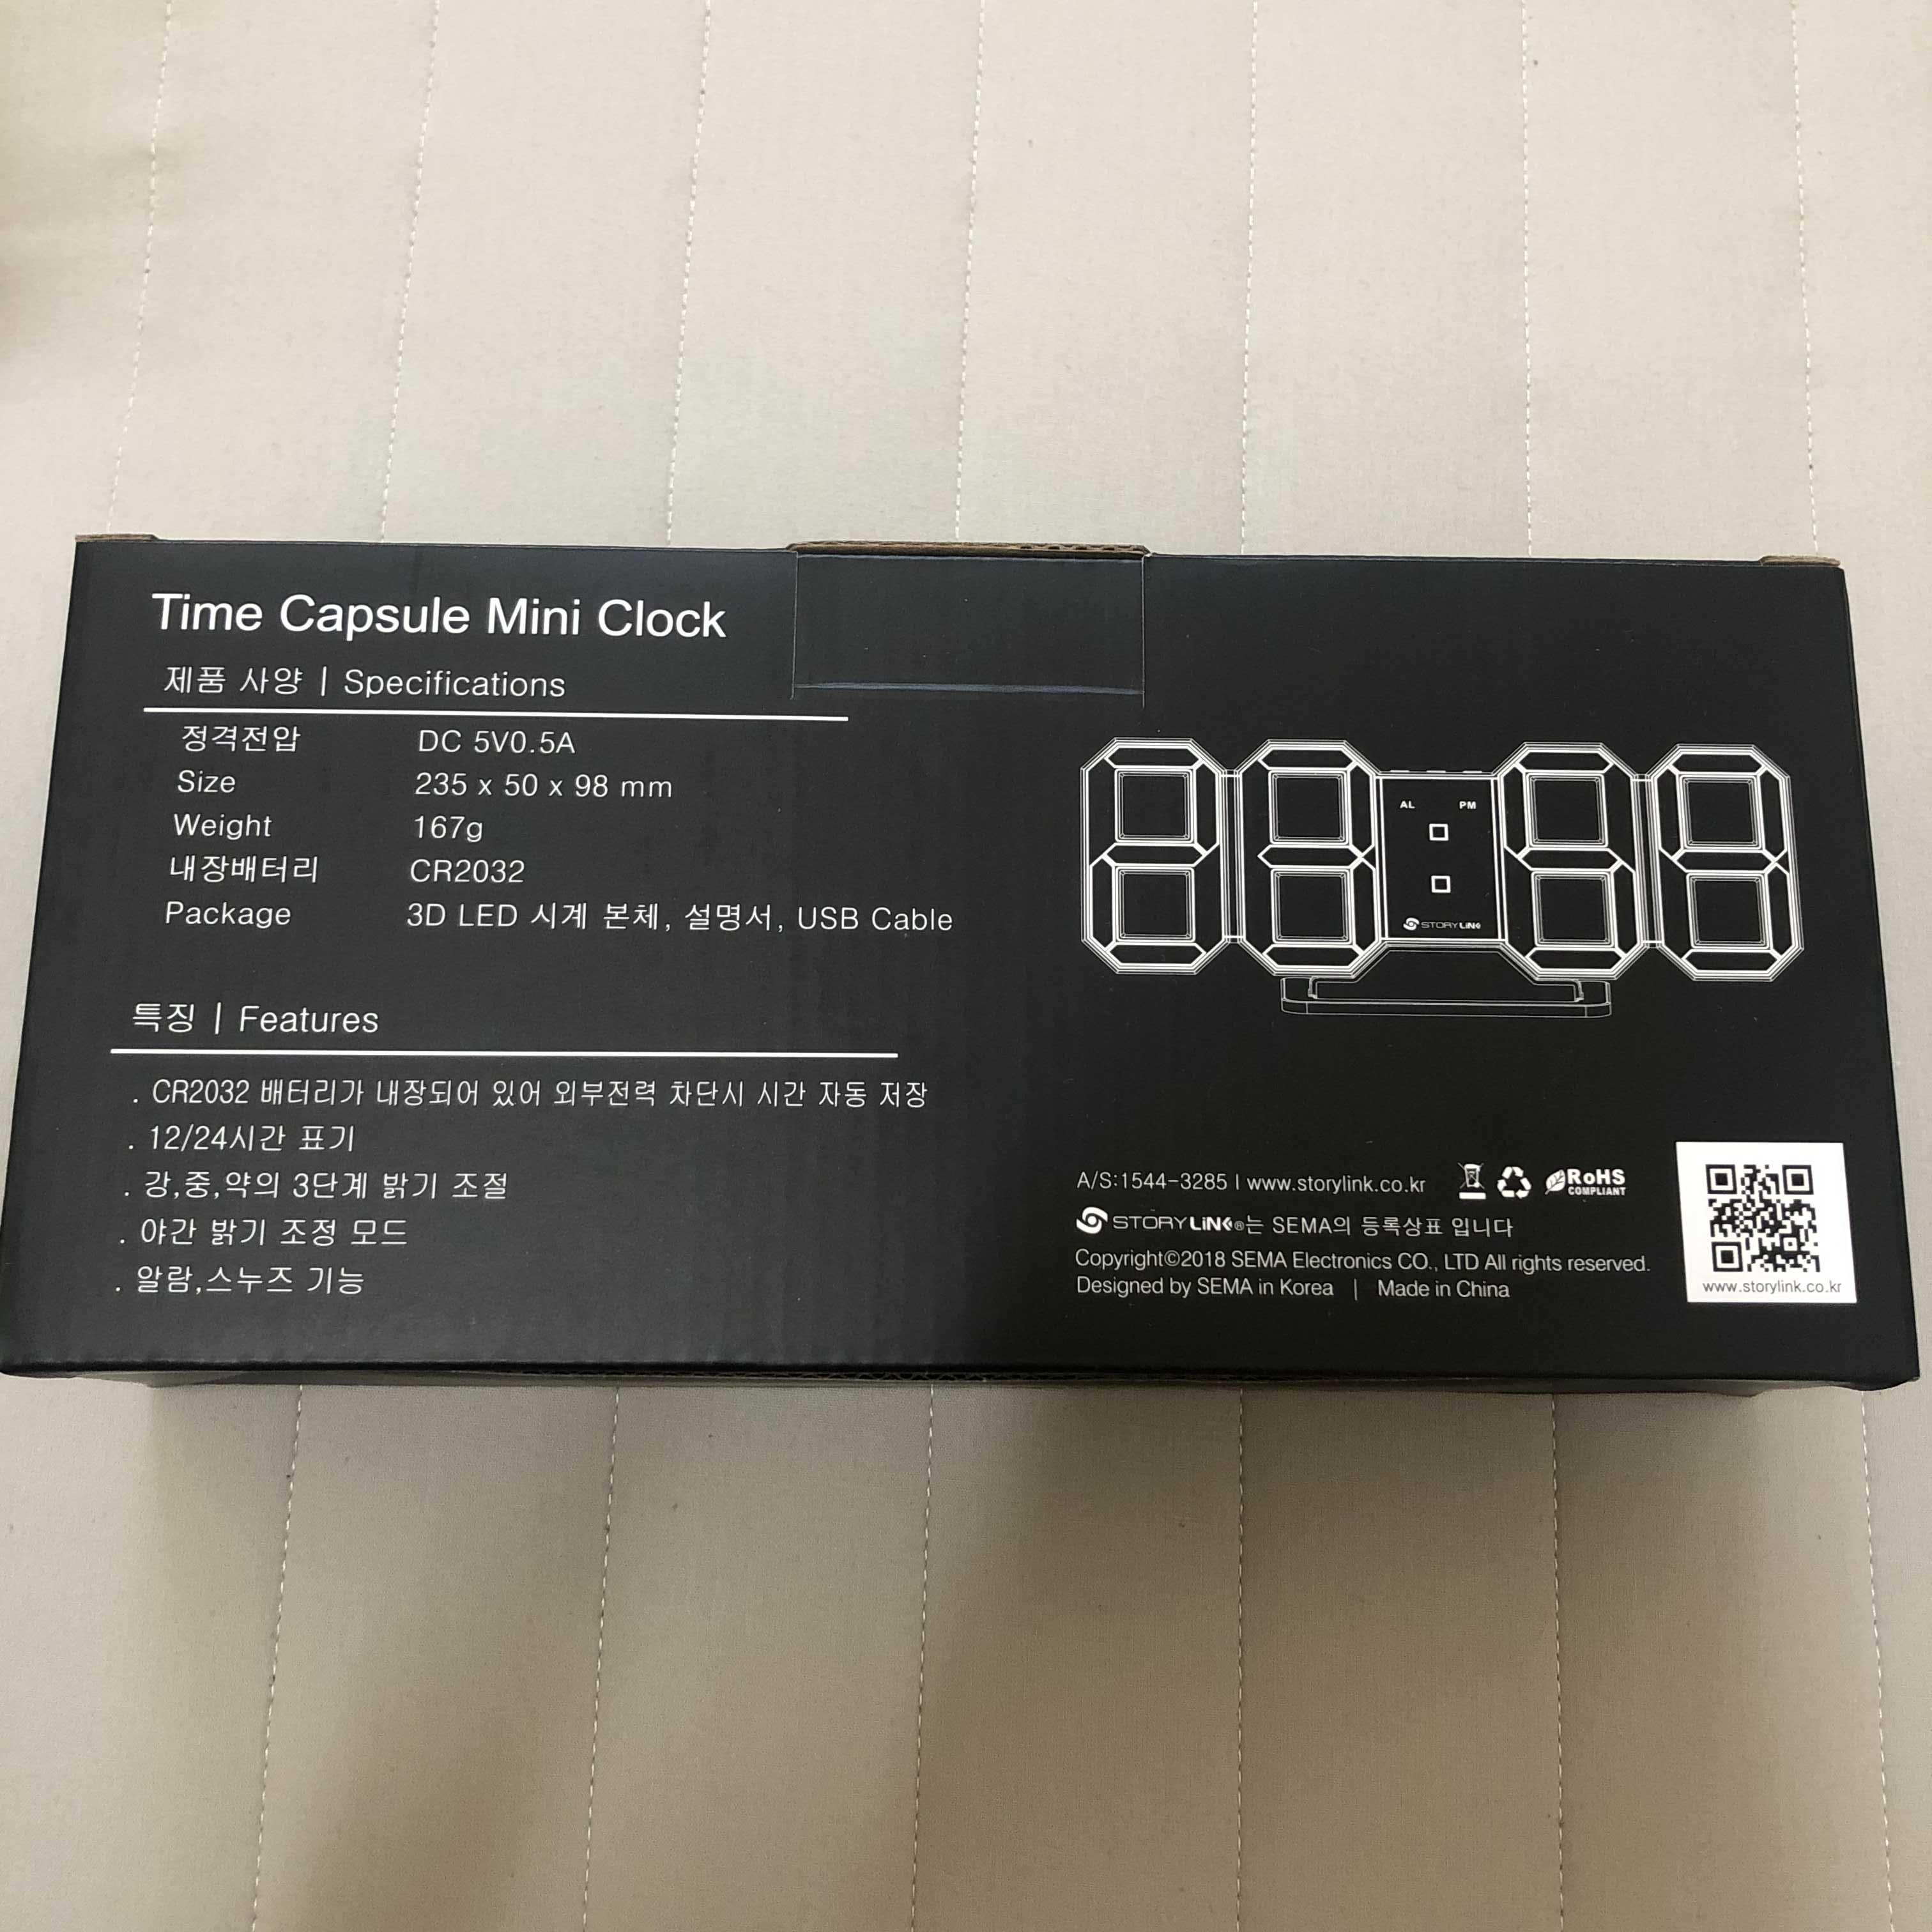 Time Capsule Mini Clock
제품 사양 | Specifications
정격전압 DC 5V0.5A
Size 235 x 50 x 98 mm
Weight 167g
내장배터리 CR2032
Package 3D LED 시계 본체, 설명서, USB Cable
특징 | Features
. CR2032 배터리가 내장되어 있어 외부전력 차단시 시간 자동 저장
. 12/24시간 표기
. 강,중,약의 3단계 밝기 조절
. 야간 밝기 조정 모드
. 알람,스누즈 기능
88:88
AL PM
STORYLiNK
A/S:1544-3285 | www.storylink.co.kr RoHS
COMPLIANT
STORYLiNK®는 SEMA의 등록상표 입니다
Copyright©2018 SEMA Electronics CO., LTD All rights reserved.
Designed by SEMA in Korea | Made in China
www.storylink.co.kr